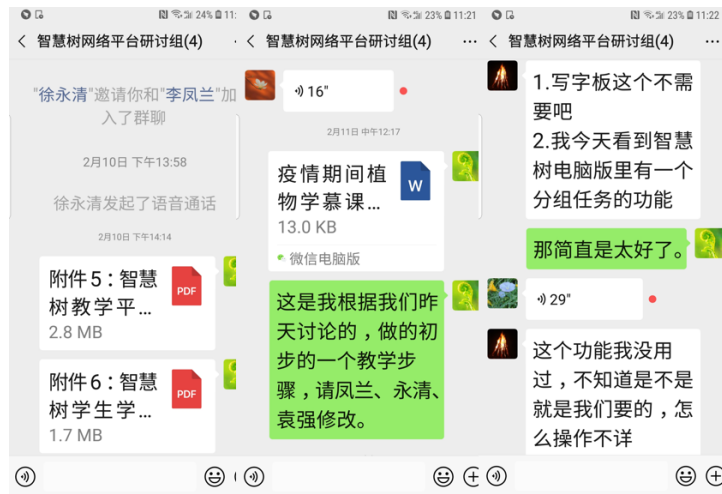 24% 11:
智慧树网络平台研讨组(4)
"徐永清"邀请你和"李凤兰"加
入了群聊
2月10日 下午13:58
徐永清发起了语音通话
2月10日 下午14:14
附件5：智慧
树教学平...
PDF
2.8 MB
附件6：智慧
树学生学...
PDF
1.7 MB
23% 11:21
智慧树网络平台研讨组(4)
16"
2月11日 中午12:17
疫情期间植
物学慕课...
W
13.0 KB
微信电脑版
这是我根据我们昨
天讨论的，做的初
步的一个教学步
骤，请凤兰、永清、
袁强修改。
23% 11:22
智慧树网络平台研讨组(4)
1.写字板这个不需
要吧
2.我今天看到智慧
树电脑版里有一个
分组任务的功能
那简直是太好了。
29"
这个功能我没用
过，不知道是不是
就是我们要的，怎
么操作不详